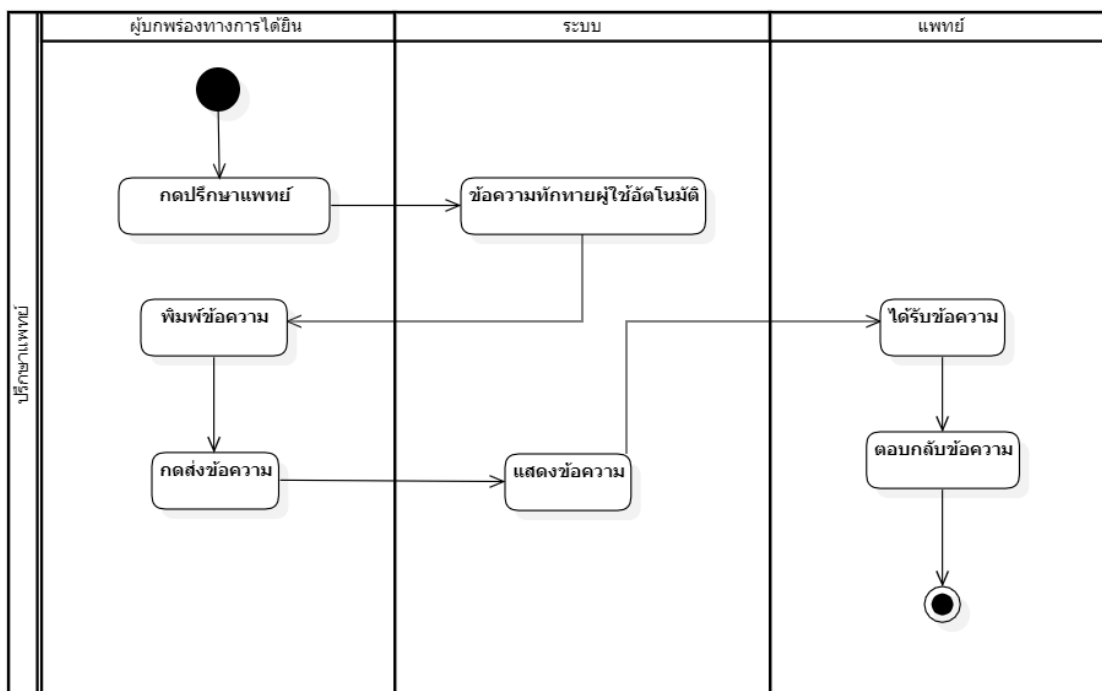 ผู้บกพร่องทางการได้ยิน
ระบบ
แพทย์
ปรึกษาแพทย์
กดปรึกษาแพทย์
ข้อความทักทายผู้ใช้อัตโนมัติ
พิมพ์ข้อความ
ได้รับข้อความ
กดส่งข้อความ
แสดงข้อความ
ตอบกลับข้อความ